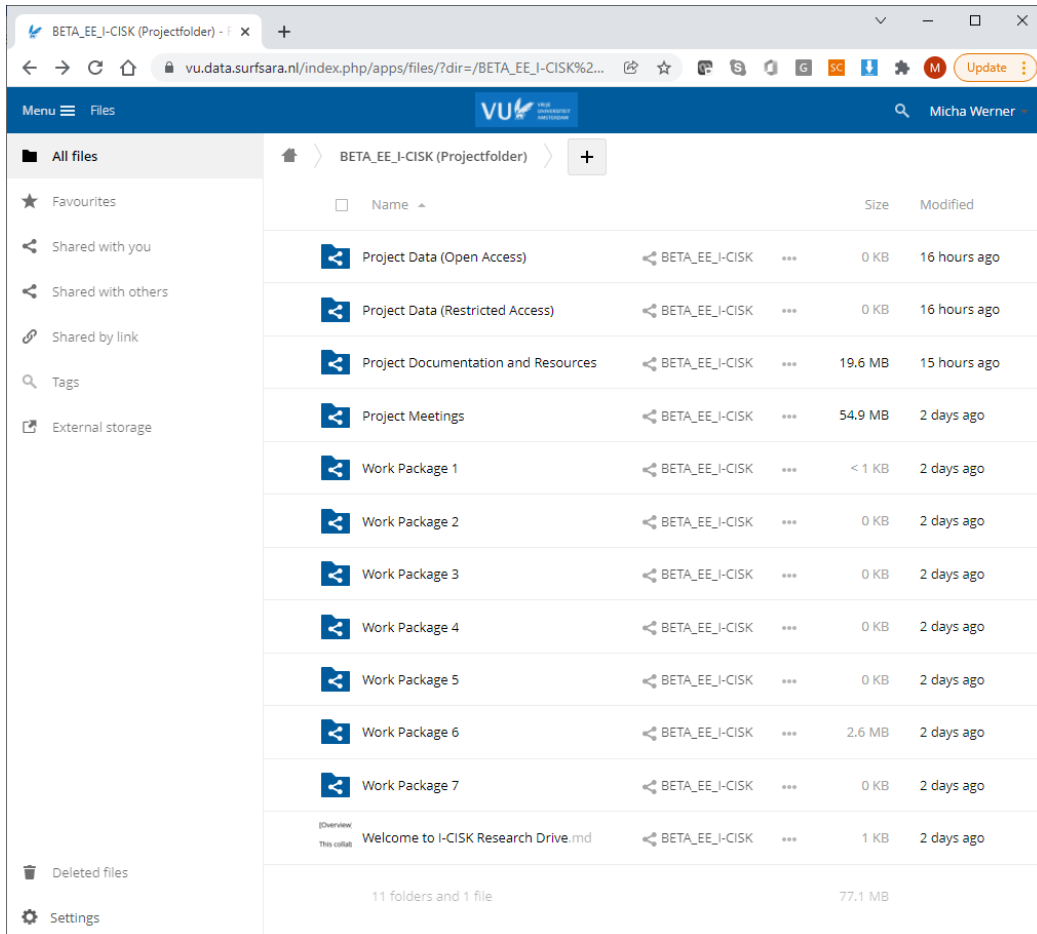 BETA_EE_I-CISK (Projectfolder) - F
vu.data.surfsara.nl/index.php/apps/files/?dir=/BETA_EE_I-CISK%2...
S G SC M Update
Menu Files VU VRIJE UNIVERSITEIT AMSTERDAM Micha Werner
All files
Favourites
Shared with you
Shared with others
Shared by link
Tags
External storage
Deleted files
Settings
BETA_EE_I-CISK (Projectfolder) +
Name Size Modified
Project Data (Open Access) BETA_EE_I-CISK ••• 0 KB 16 hours ago
Project Data (Restricted Access) BETA_EE_I-CISK ••• 0 KB 16 hours ago
Project Documentation and Resources BETA_EE_I-CISK ••• 19.6 MB 15 hours ago
Project Meetings BETA_EE_I-CISK ••• 54.9 MB 2 days ago
Work Package 1 BETA_EE_I-CISK ••• < 1 KB 2 days ago
Work Package 2 BETA_EE_I-CISK ••• 0 KB 2 days ago
Work Package 3 BETA_EE_I-CISK ••• 0 KB 2 days ago
Work Package 4 BETA_EE_I-CISK ••• 0 KB 2 days ago
Work Package 5 BETA_EE_I-CISK ••• 0 KB 2 days ago
Work Package 6 BETA_EE_I-CISK ••• 2.6 MB 2 days ago
Work Package 7 BETA_EE_I-CISK ••• 0 KB 2 days ago
[Overview]
This collab
Welcome to I-CISK Research Drive.md BETA_EE_I-CISK ••• 1 KB 2 days ago
11 folders and 1 file 77.1 MB